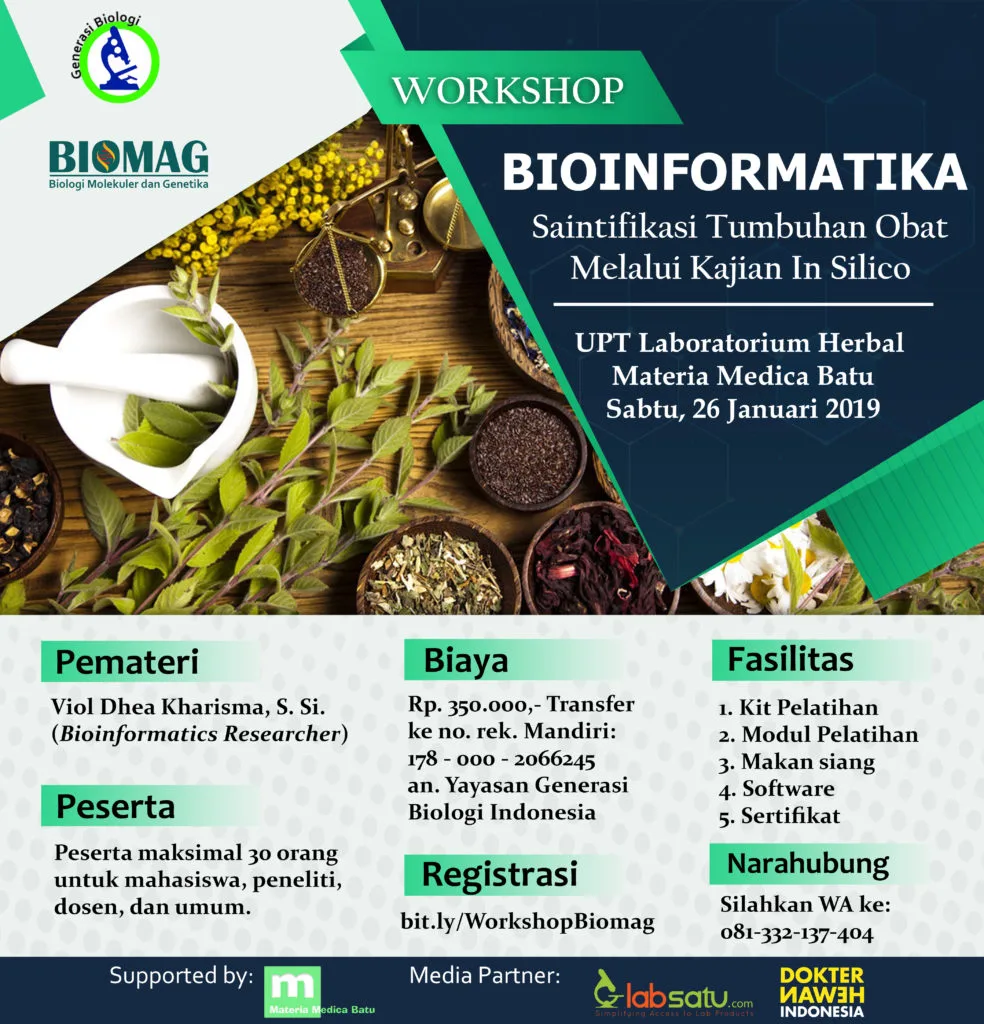 Generasi Biologi
BIOMAG
Biologi Molekuler dan Genetika
WORKSHOP
BIOINFORMATIKA
Saintifikasi Tumbuhan Obat
Melalui Kajian In Silico
UPT Laboratorium Herbal
Materia Medica Batu
Sabtu, 26 Januari 2019
Pemateri
Viol Dhea Kharisma, S. Si.
(Bioinformatics Researcher)
Peserta
Peserta maksimal 30 orang
untuk mahasiswa, peneliti,
dosen, dan umum.
Biaya
Rp. 350.000,- Transfer
ke no. rek. Mandiri:
178 - 000 - 2066245
an. Yayasan Generasi
Biologi Indonesia
Registrasi
bit.ly/WorkshopBiomag
Fasilitas
1. Kit Pelatihan
2. Modul Pelatihan
3. Makan siang
4. Software
5. Sertifikat
Narahubung
Silahkan WA ke:
081-332-137-404
Supported by:
m
Materia Medica Batu
Media Partner:
labsatu.com
Simplifying Access to Lab Products
DOKTER
HEWAN
INDONESIA